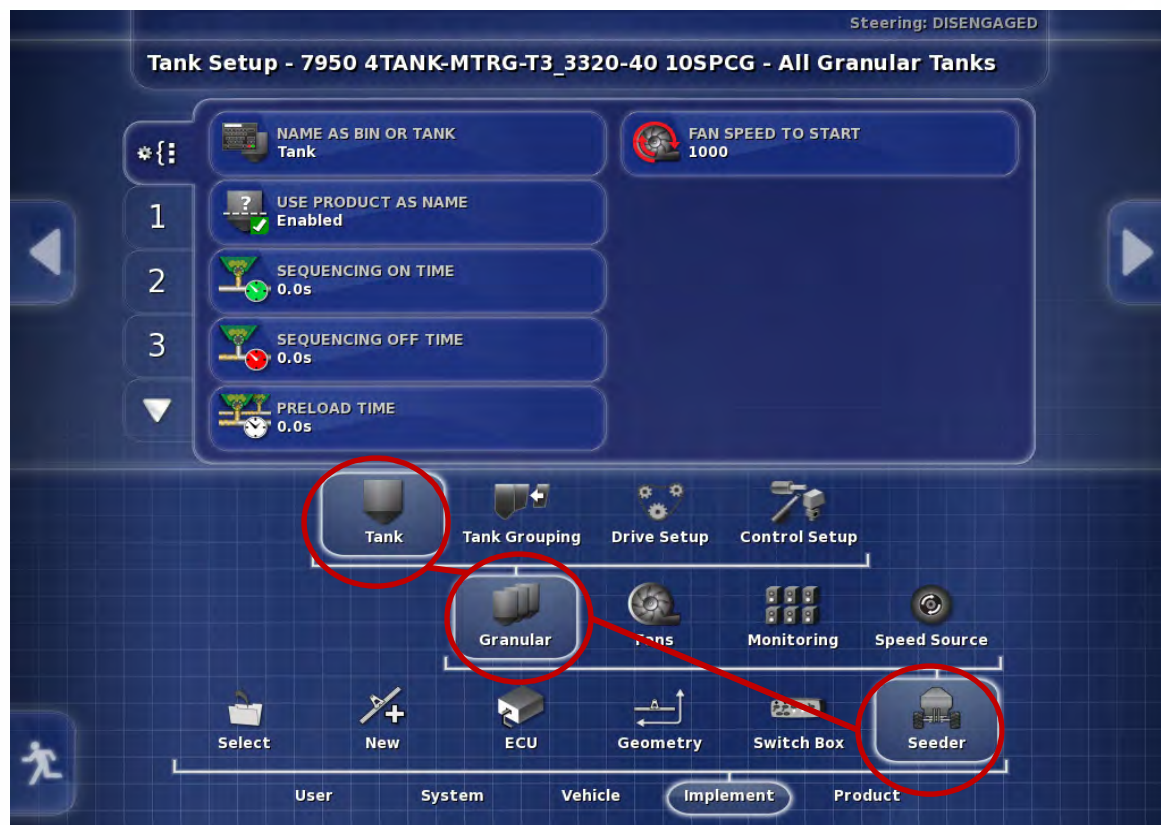 Steering: DISENGAGED
Tank Setup - 7950 4TANK-MTRG-T3_3320-40 10SPCG - All Granular Tanks
NAME AS BIN OR TANK
Tank
FAN SPEED TO START
1000
1
USE PRODUCT AS NAME
Enabled
2
SEQUENCING ON TIME
0.0s
3
SEQUENCING OFF TIME
0.0s
PRELOAD TIME
0.0s
Tank Tank Grouping Drive Setup Control Setup
Granular Fans Monitoring Speed Source
Select New ECU Geometry Switch Box Seeder
User System Vehicle Implement Product